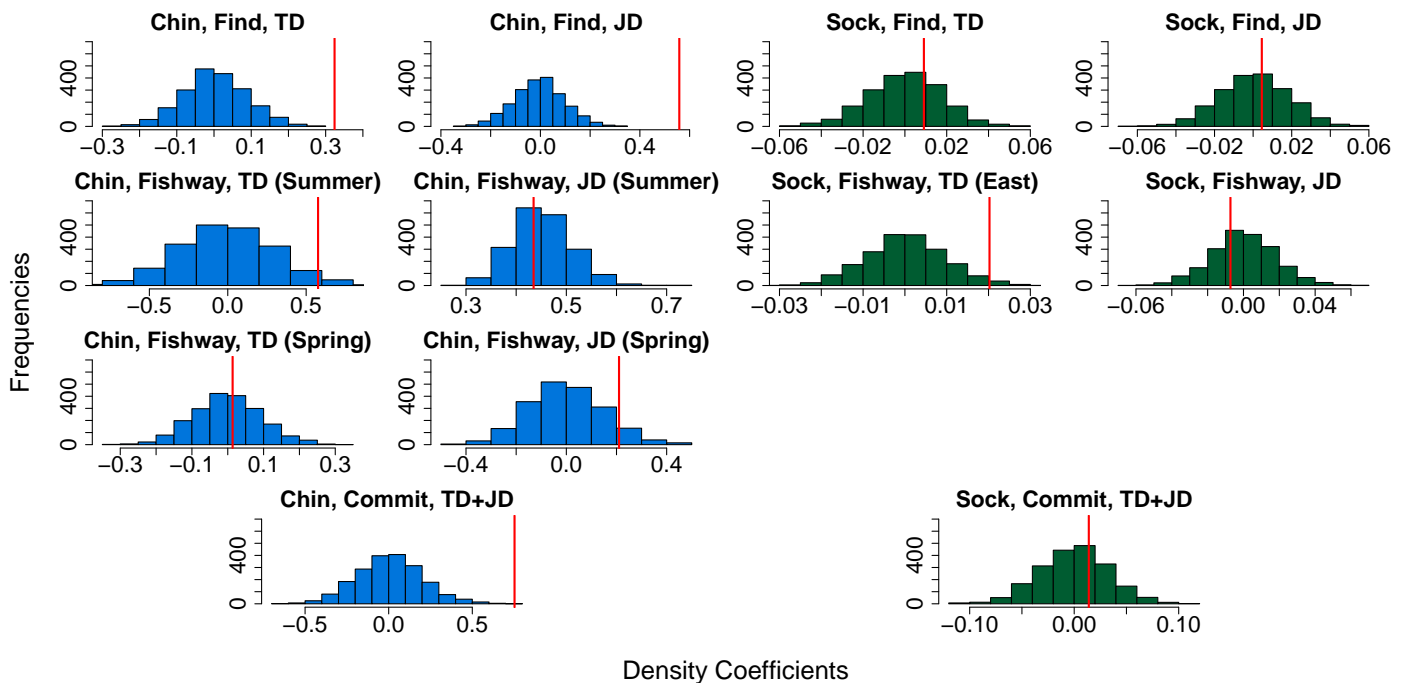 Chin, Find, TD
0 400
−0.3 −0.1 0.1 0.3
Chin, Find, JD
0 400
−0.4 0.0 0.4
Sock, Find, TD
0 400
−0.06 −0.02 0.02 0.06
Sock, Find, JD
0 400
−0.06 −0.02 0.02 0.06
Chin, Fishway, TD (Summer)
0 400
−0.5 0.0 0.5
Chin, Fishway, JD (Summer)
0 400
0.3 0.5 0.7
Sock, Fishway, TD (East)
0 400
−0.03 −0.01 0.01 0.03
Sock, Fishway, JD
0 400
−0.06 0.00 0.04
Chin, Fishway, TD (Spring)
0 400
−0.3 −0.1 0.1 0.3
Chin, Fishway, JD (Spring)
0 400
−0.4 0.0 0.4
Chin, Commit, TD+JD
0 400
−0.5 0.0 0.5
Sock, Commit, TD+JD
0 400
−0.10 0.00 0.10
Frequencies
Density Coefficients